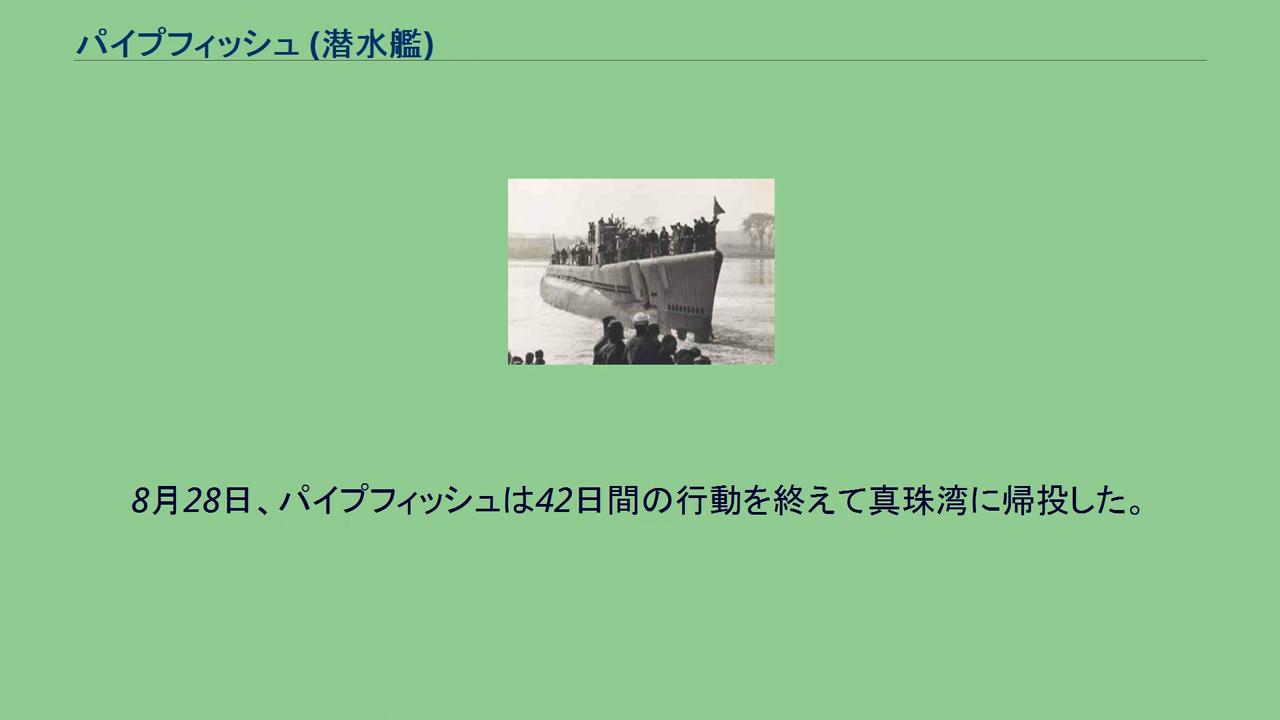 パイプフィッシュ (潜水艦)
8月28日、パイプフィッシュは42日間の行動を終えて真珠湾に帰投した。